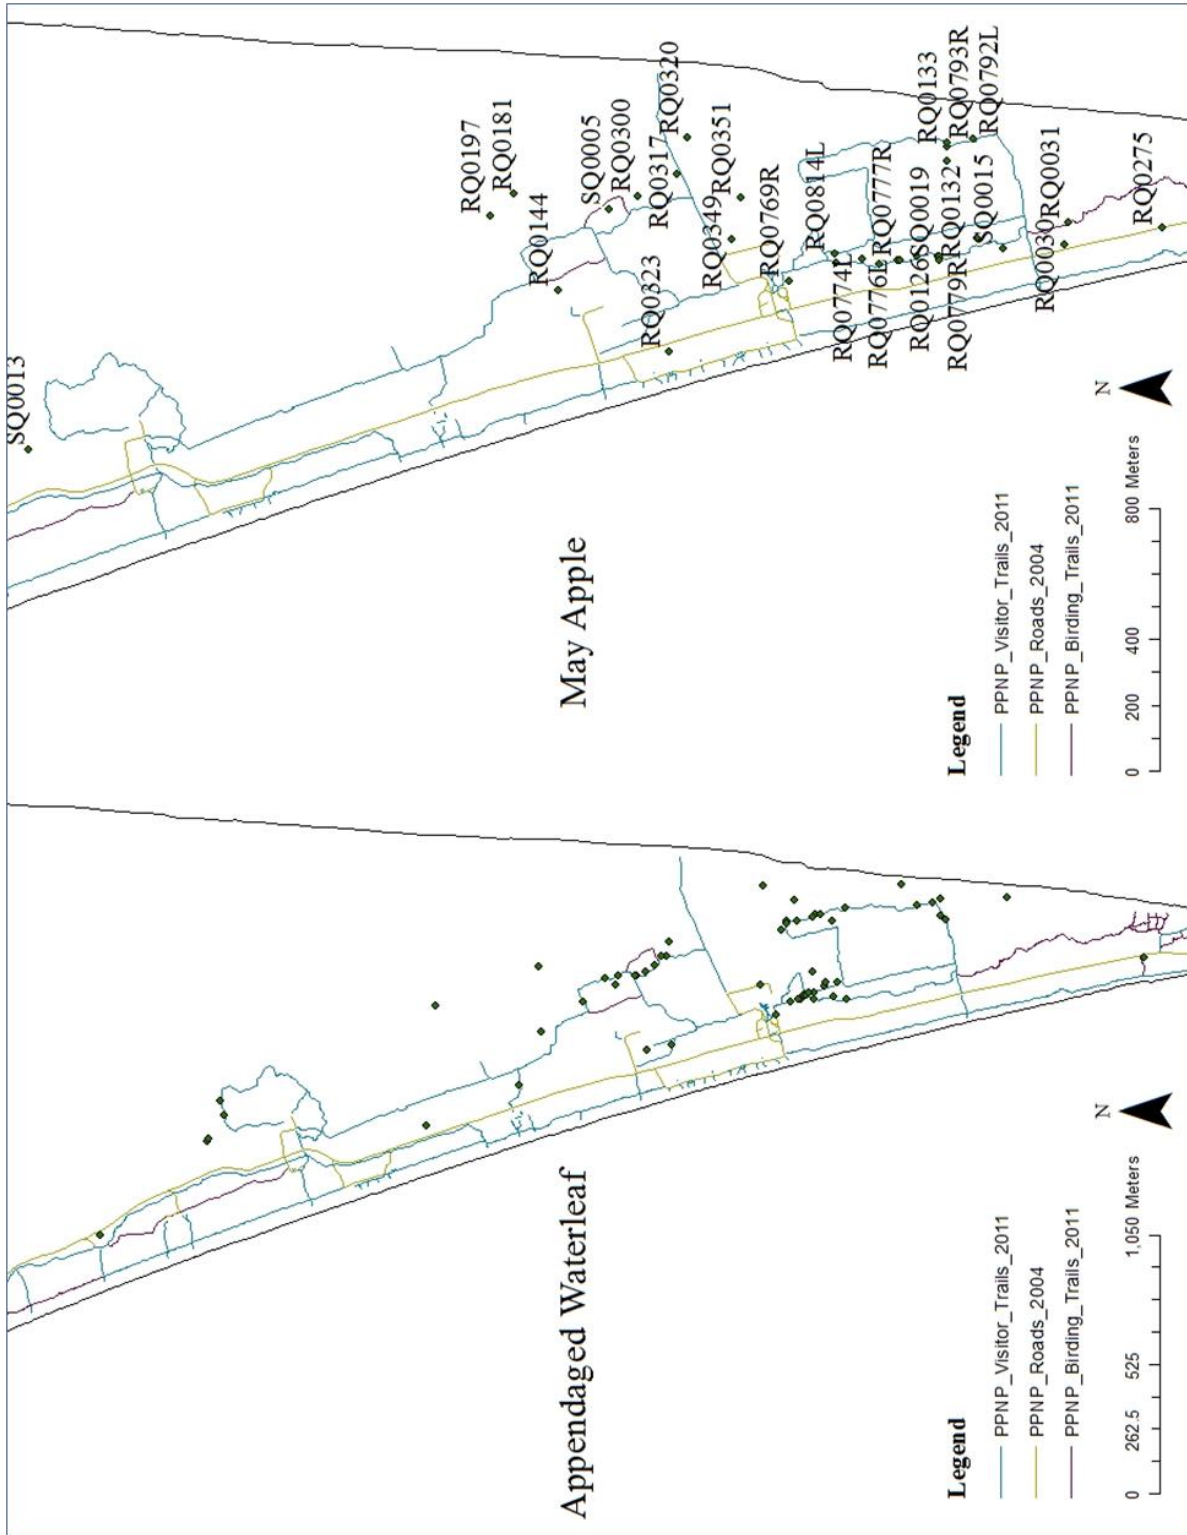 Appendaged Waterleaf
Legend
PPNP_Visitor_Trails_2011
PPNP_Roads_2004
PPNP_Birding_Trails_2011
0 262.5 525 1,050 Meters
N
May Apple
Legend
PPNP_Visitor_Trails_2011
PPNP_Roads_2004
PPNP_Birding_Trails_2011
0 200 400 800 Meters
N
SQ0013
RQ0197
RQ0181
RQ0144
SQ0005
RQ0300
RQ0317
RQ0320
RQ0323
RQ0349
RQ0351
RQ0769R
RQ0814L
RQ0774L
RQ0777R
RQ0776L
SQ0019
RQ0126
RQ0132
RQ0779R
SQ0015
RQ0133
RQ0793R
RQ0792L
RQ0030
RQ0031
RQ0275